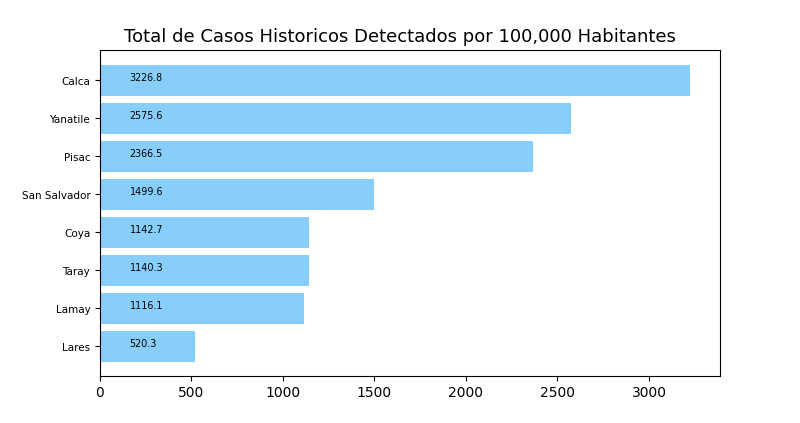 Total de Casos Historicos Detectados por 100,000 Habitantes
Calca 3226.8
Yanatile 2575.6
Pisac 2366.5
San Salvador 1499.6
Coya 1142.7
Taray 1140.3
Lamay 1116.1
Lares 520.3
0 500 1000 1500 2000 2500 3000